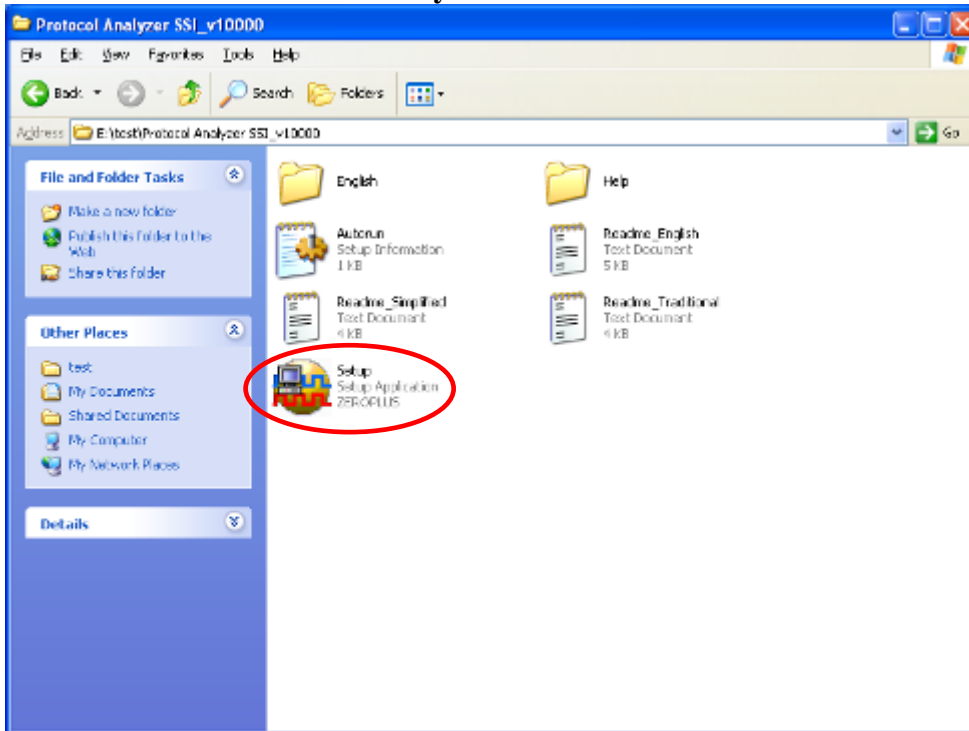 Protocol Analyzer SSI_v10000
File Edit View Favorites Tools Help
Back Search Folders
Address E:\test\Protocol Analyzer SSI_v10000 Go
File and Folder Tasks
Make a new folder
Publish this folder to the
Web
Share this folder
Other Places
test
My Documents
Shared Documents
My Computer
My Network Places
Details
English
Help
Autorun
Setup Information
1 KB
Readme_English
Text Document
5 KB
Readme_Simplified
Text Document
4 KB
Readme_Traditional
Text Document
4 KB
Setup
Setup Application
ZEROPLUS